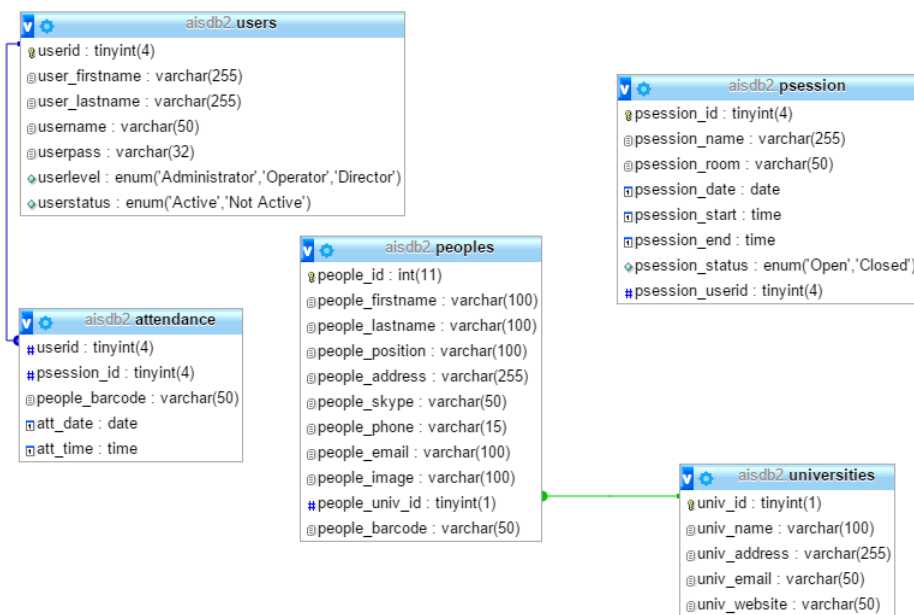 aisdb2.users
userid : tinyint(4)
user_firstname : varchar(255)
user_lastname : varchar(255)
username : varchar(50)
userpass : varchar(32)
userlevel : enum('Administrator','Operator','Director')
userstatus : enum('Active','Not Active')
aisdb2.psession
psession_id : tinyint(4)
psession_name : varchar(255)
psession_room : varchar(50)
psession_date : date
psession_start : time
psession_end : time
psession_status : enum('Open','Closed')
#psession_userid : tinyint(4)
aisdb2.peoples
people_id : int(11)
people_firstname : varchar(100)
people_lastname : varchar(100)
people_position : varchar(100)
people_address : varchar(255)
people_skype : varchar(50)
people_phone : varchar(15)
people_email : varchar(100)
people_image : varchar(100)
#people_univ_id : tinyint(1)
people_barcode : varchar(50)
aisdb2.attendance
#userid : tinyint(4)
#psession_id : tinyint(4)
people_barcode : varchar(50)
att_date : date
att_time : time
aisdb2.universities
univ_id : tinyint(1)
univ_name : varchar(100)
univ_address : varchar(255)
univ_email : varchar(50)
univ_website : varchar(50)